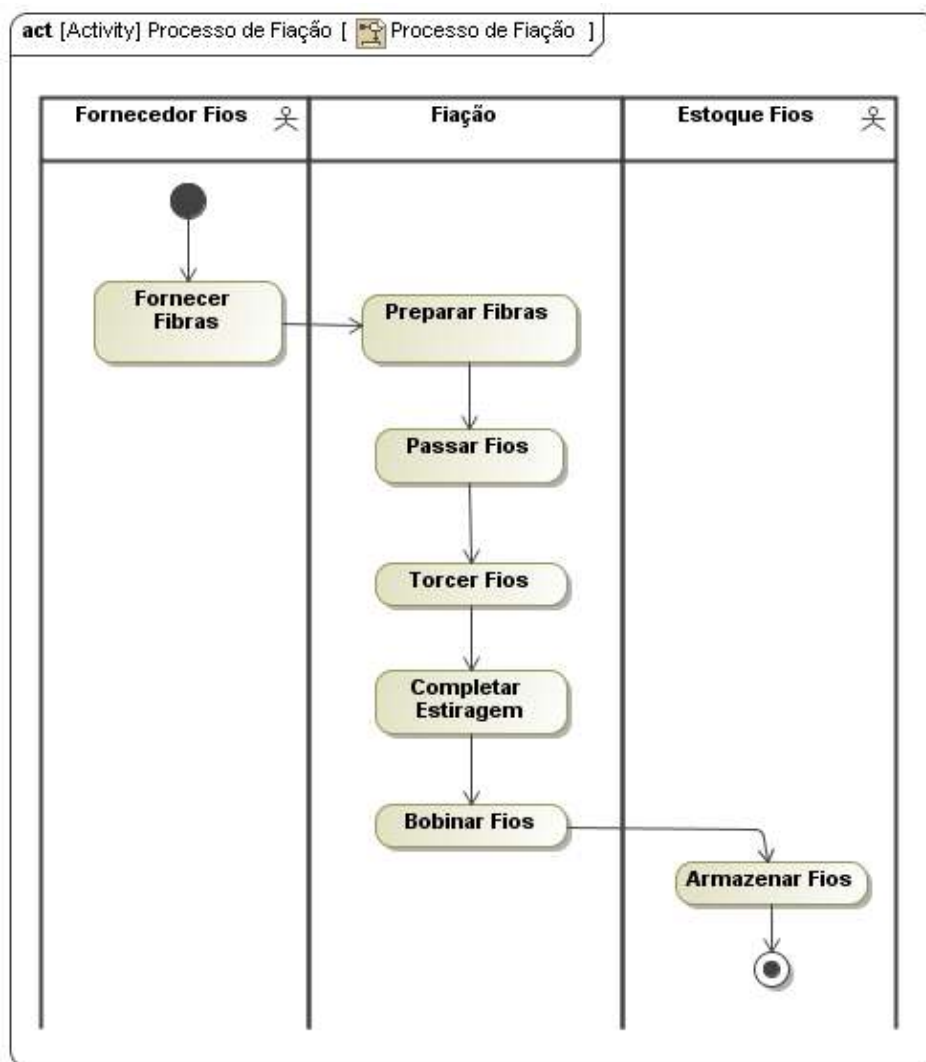 act [Activity] Processo de Fiação [ Processo de Fiação ]
Fornecedor Fios
Fiação
Estoque Fios
Fornecer
Fibras
Preparar Fibras
Passar Fios
Torcer Fios
Completar
Estiragem
Bobinar Fios
Armazenar Fios